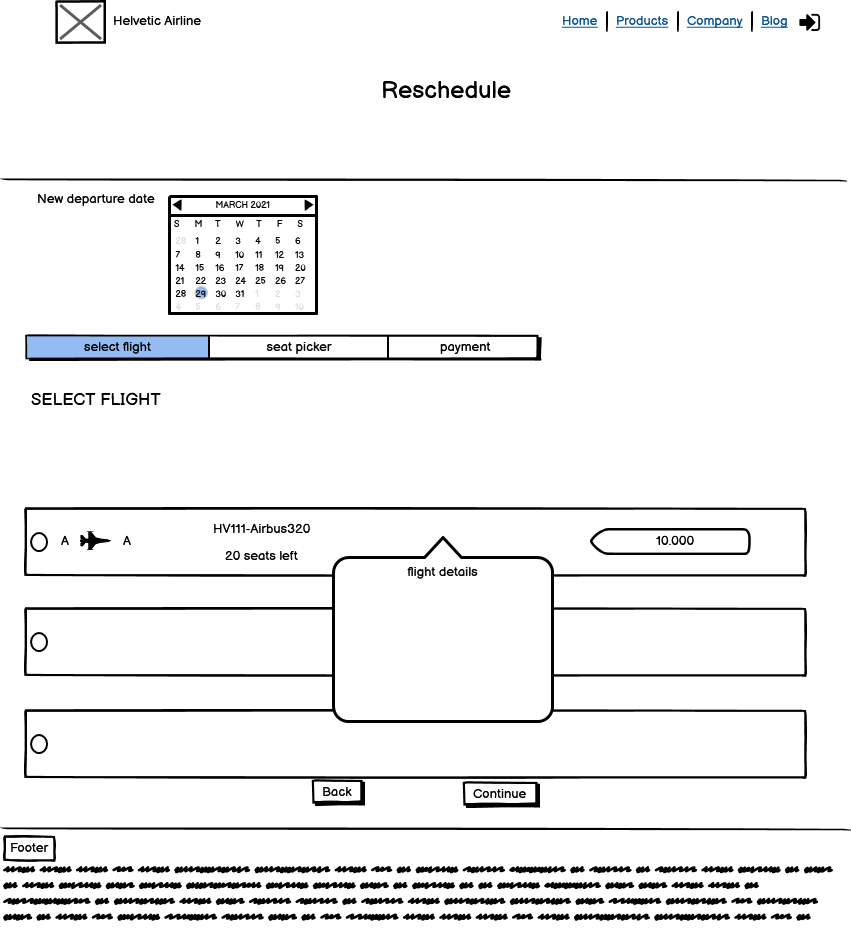 Helvetic Airline
Home Products Company Blog
Reschedule
New departure date
MARCH 2021
S M T W T F S
28 1 2 3 4 5 6
7 8 9 10 11 12 13
14 15 16 17 18 19 20
21 22 23 24 25 26 27
28 29 30 31 1 2 3
4 5 6 7 8 9 10
select flight seat picker payment
SELECT FLIGHT
A A
HV111-Airbus320
20 seats left
10.000
flight details
Back Continue
Footer